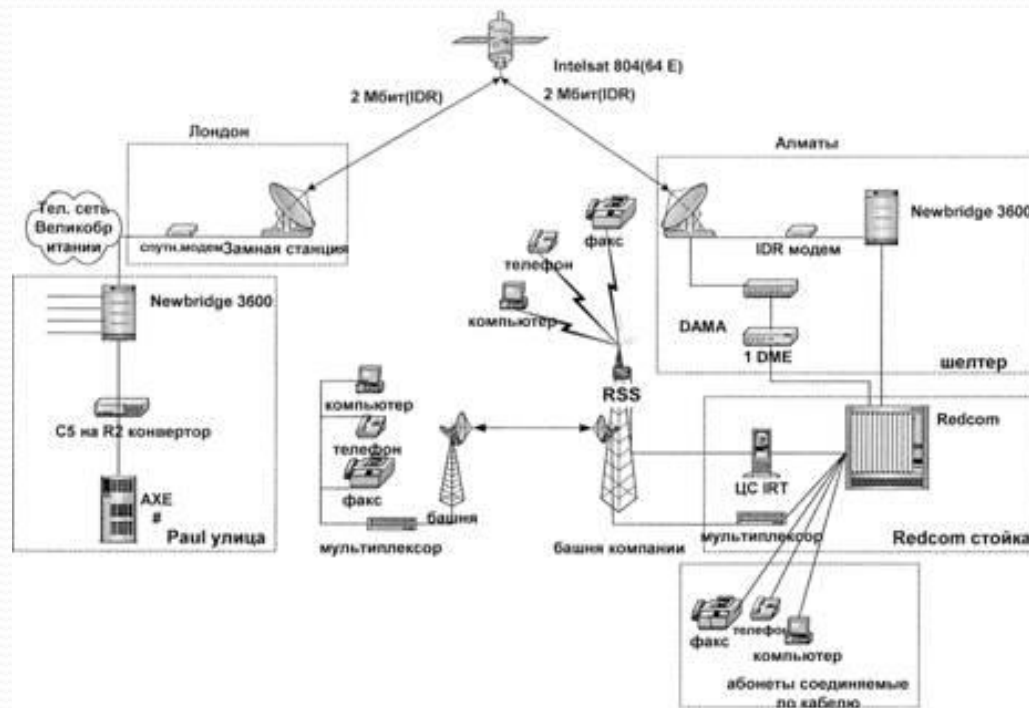 Intelsat 804(64 E)
2 Мбит(IDR)
2 Мбит(IDR)
Лондон
Алматы
Тел. сеть
Великобр
итании
спутн.модем
Замная станция
факс
телефон
компьютер
Newbridge 3600
IDR модем
DAMA
1 DME
шелтер
Newbridge 3600
С5 на R2 конвертор
AXE
#
Paul улица
компьютер
телефон
факс
мультиплексор
башня
RSS
башня компании
Redcom
ЦС IRT
мультиплексор
Redcom стойка
факс
телефон
компьютер
абоненты соединяемые
по кабелю